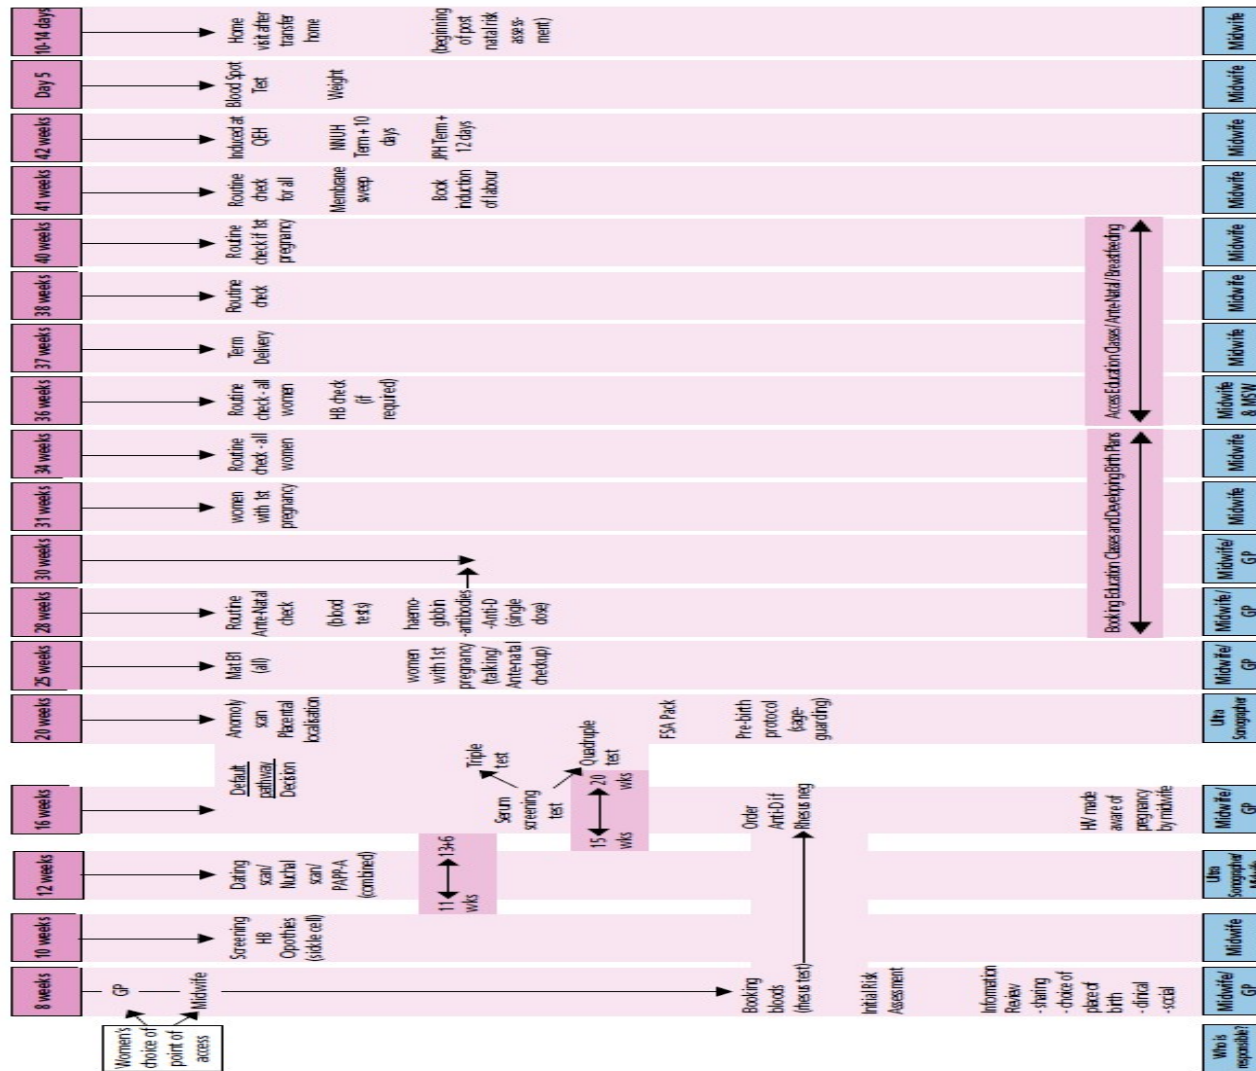 Women's
choice of
point of
access
Who is
responsible?
8 weeks
GP
Midwife
Booking
bloods
(rhesus test)
Initial Risk
Assessment
Information
Review
- sharing
- choice of
place of
birth
- clinical
- social
Midwife/
GP
10 weeks
Screening
HB
Opothies
(sickle cell)
Midwife
12 weeks
Dating
scan/
Nuchal
scan/
PAPP-A
(combined)
11 13+6
wks
Ultra
Sonographer/
Midwife
16 weeks
Default
pathway
Decision
Serum
screening
test
Triple
test
Quadruple
test
15 20
wks wks
Order
Anti-D if
Rhesus neg
HV made
aware of
pregnancy
by midwife
Midwife/
GP
20 weeks
Anomoly
scan
Placental
localisation
FSA Pack
Pre-birth
protocol
(sage-
guarding)
Ultra
Sonographer
25 weeks
Mat B1
(all)
women
with 1st
pregnancy
(talking/
Ante-natal
checkup)
Midwife/
GP
28 weeks
Routine
Ante-Natal
check
(blood
tests)
haemo-
glibin
-antibodies
-Anti-D
(single
dose)
Midwife/
GP
30 weeks
Midwife/
GP
31 weeks
women
with 1st
pregnancy
Midwife
34 weeks
Routine
check - all
women
Midwife
Booking Education Classes and Developing Birth Plans
36 weeks
Routine
check - all
women
HB check
(if
required)
Midwife
& MSW
37 weeks
Term
Delivery
Midwife
38 weeks
Routine
check
Midwife
40 weeks
Routine
check if 1st
pregnancy
Midwife
Access Education Classes / Ante-Natal / Breastfeeding
41 weeks
Routine
check
for all
Membrane
sweep
Book
induction
of labour
Midwife
42 weeks
Induced at
QEH
NNUH
Term + 10
days
JPH Term +
12 days
Midwife
Day 5
Blood Spot
Test
Weight
Midwife
10-14 days
Home
visit after
transfer
home
(beginning
of post
natal risk
assess-
ment)
Midwife